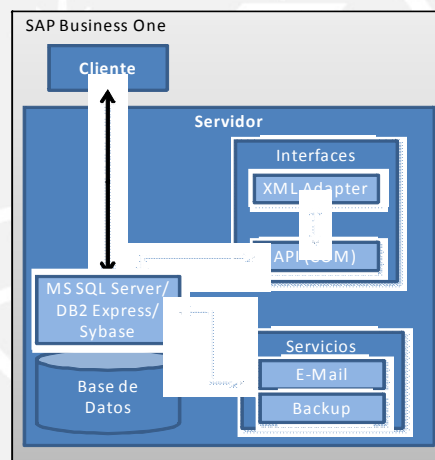 SAP Business One
Cliente
Servidor
Interfaces
XML Adapter
API (COM)
MS SQL Server/
DB2 Express/
Sybase
Base de
Datos
Servicios
E-Mail
Backup